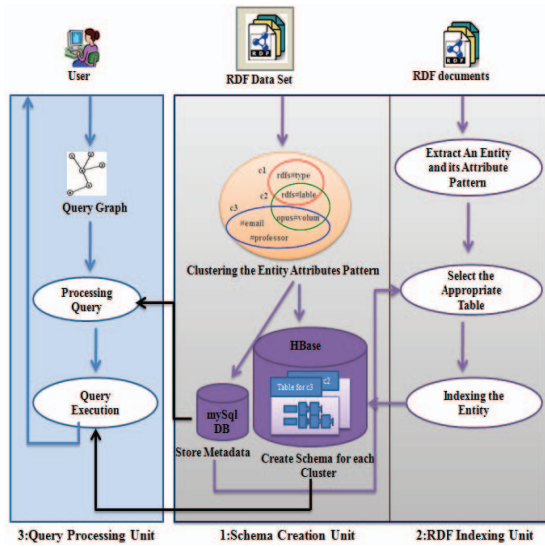 User
RDF Data Set
RDF documents
RDF
RDF
Query Graph
Processing
Query
Query
Execution
c1
rdfs=type
c2
rdfs=lable
c3
opus=volum
#email
#professor
Clustering the Entity Attributes Pattern
HBase
c2
Table for c3
mySql
DB
Store Metadata
Create Schema for each
Cluster
Extract An Entity
and its Attribute
Pattern
Select the
Appropriate
Table
Indexing
the Entity
3:Query Processing Unit
1:Schema Creation Unit
2:RDF Indexing Unit